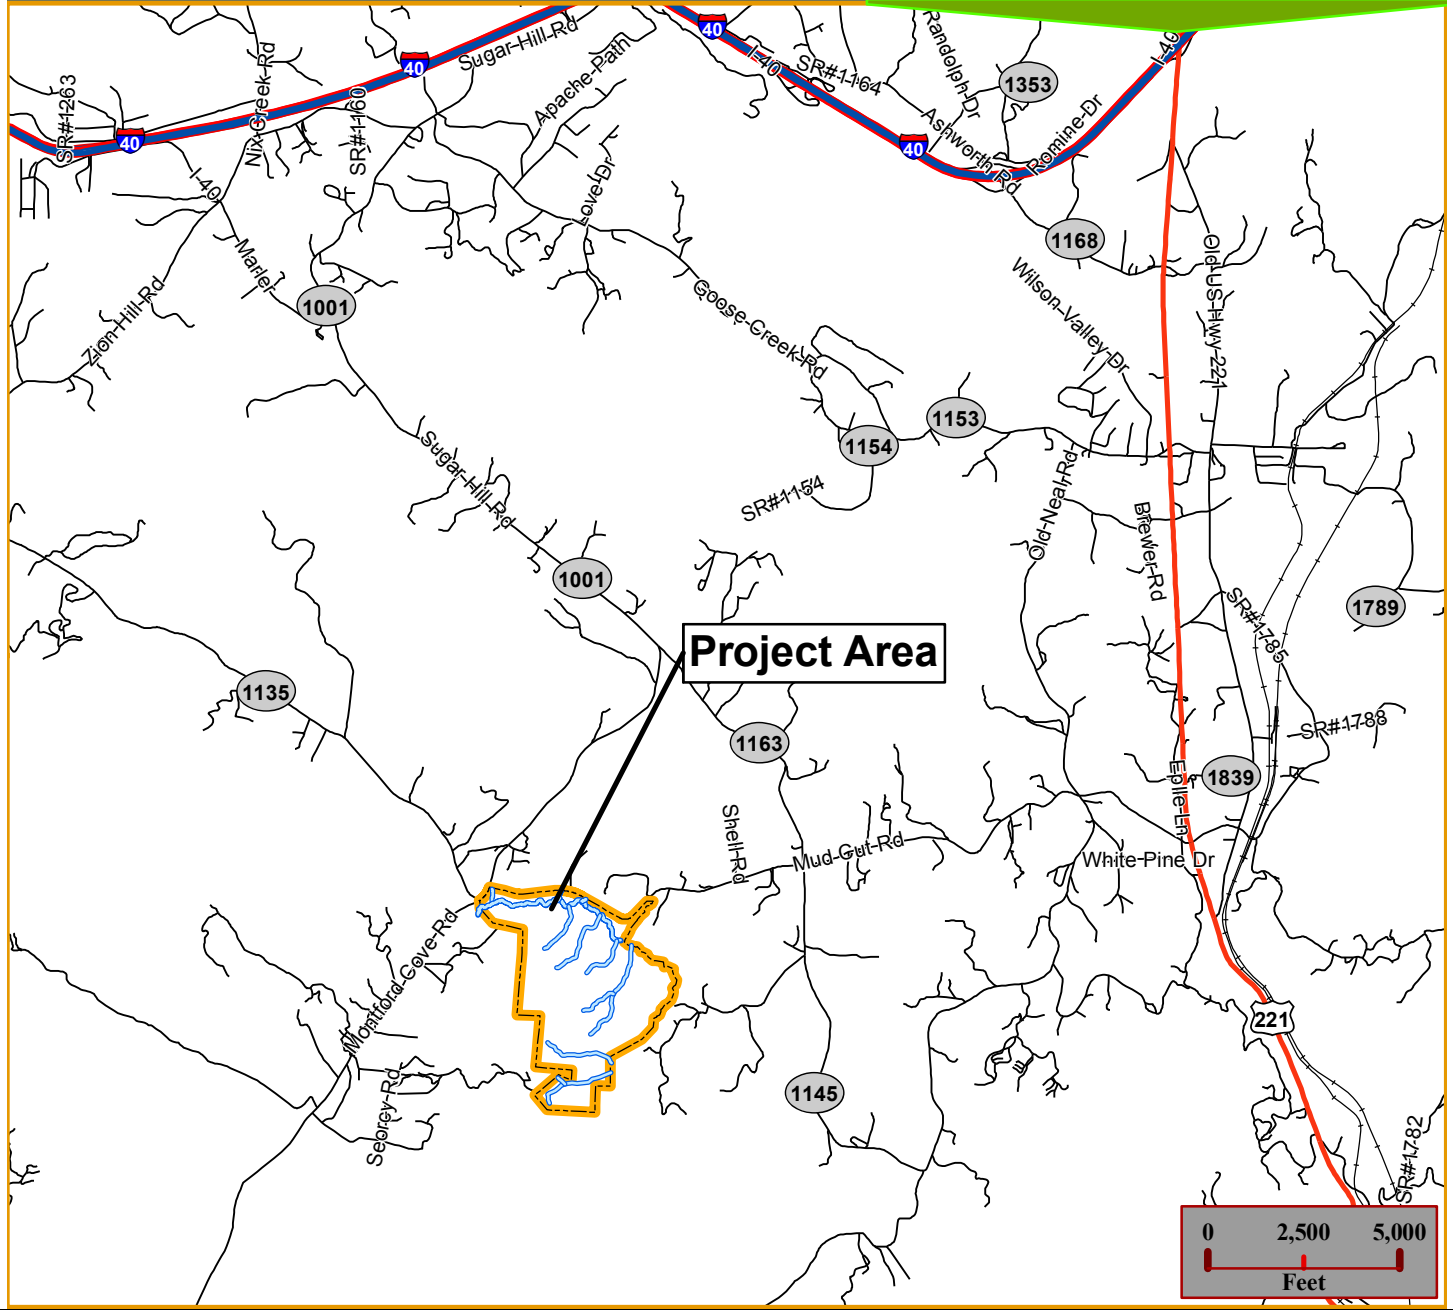 40
Sugar Hill Rd
Randolph Dr
I-40
I-40
40
SR#1164
1353
Apache Path
Nix Creek Rd
SR#1263
SR#1160
40
40
Ashworth Rd
Romine Dr
I-40
Love Dr
1168
Marler
Old US Hwy 221
Wilson Valley Dr
Zion Hill Rd
1001
Goose Creek Rd
1153
1154
Sugar Hill Rd
SR#1154
Old Neal Rd
Brewer Rd
1001
1789
SR#1785
Project Area
1135
SR#1788
1163
1839
Shell Rd
Mud Gut Rd
White Pine Dr
Montford Cove Rd
221
1145
Seorcy Rd
SR#1782
0
2,500
5,000
Feet